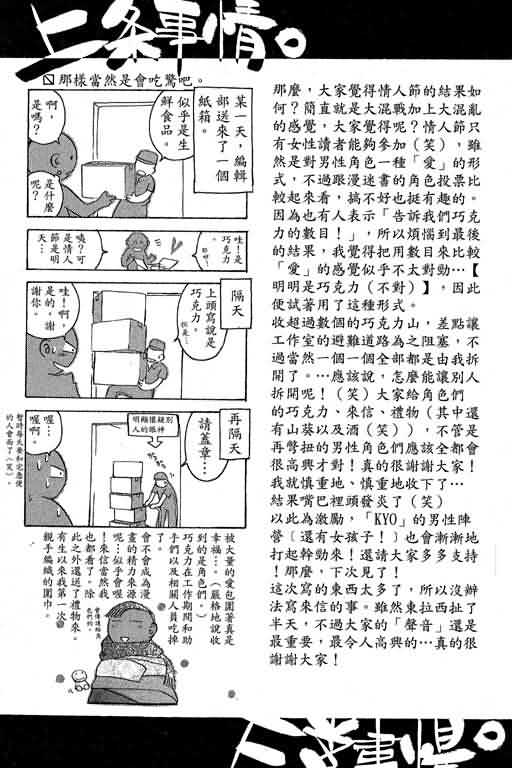 上条事情。
那樣當然是會吃驚吧。
某一天，編輯
部送來了一個
紙箱。
似乎是生
鮮食品。
啊，
是嗎？
是什麼
呢？
哇！是
巧克力
咦？可
是情人
節是明
天…
隔天
上頭寫說是
巧克力。
但是…
哇！啊，
是的，謝
謝你。
再隔天
請蓋章…
明顯懷疑別
人的眼神
喔…
喔啊。
暫時每天要和宅急便
的人會面了（笑）。
被大量的愛包圍著真是
幸福…。（嚴格地說收
到的是角色們。）
巧克力在工作期間和助
手們以及相關人員吃掉
了。
會不會成為漫
畫的精力來源
呢…似乎會喔
！來信當然我
也都看了。除
此之外還送了禮物來。
有生以來我第一次
親手編織的圍巾。
會傳達給角
色們的。
那麼，大家覺得情人節的結果如
何？簡直就是大混戰加上大混亂
的感覺，大家覺得呢？情人節只
有女性讀者能夠參加（笑），雖
然是對男性角色一種「愛」的形
式，不過跟漫迷書的角色投票比
較起來看，搞不好也挺有趣的。
因為也有人表示「告訴我們巧克
力的數目！」，所以煩惱到最後
的結果，我覺得把用數目來比較
「愛」的感覺似乎不太對勁…【
明明是巧克力（不對）】，因此
便試著用了這種形式。
收超過數個的巧克力山，差點讓
工作室的避難道路為之阻塞，不
過當然一個一個全部都是由我拆
開了。…應該說，怎麼能讓別人
拆開呢！（笑）大家給角色們
的巧克力、來信、禮物（其中還
有山葵以及酒（笑）），不管是
再彆扭的男性角色們應該全都會
很高興才對！真的很謝謝大家！
我就慎重地、慎重地收下了…
結果嘴巴裡頭發炎了（笑）
以此為激勵，「KYO」的男性陣
營〔還有女孩子！〕也會漸漸地
打起幹勁來！還請大家多多支持
！那麼，下次見了！
這次寫的東西太多了，所以沒辦
法寫來信的事。雖然東拉西扯了
半天，不過大家的「聲音」還是
最重要，最令人高興的…真的很
謝謝大家！